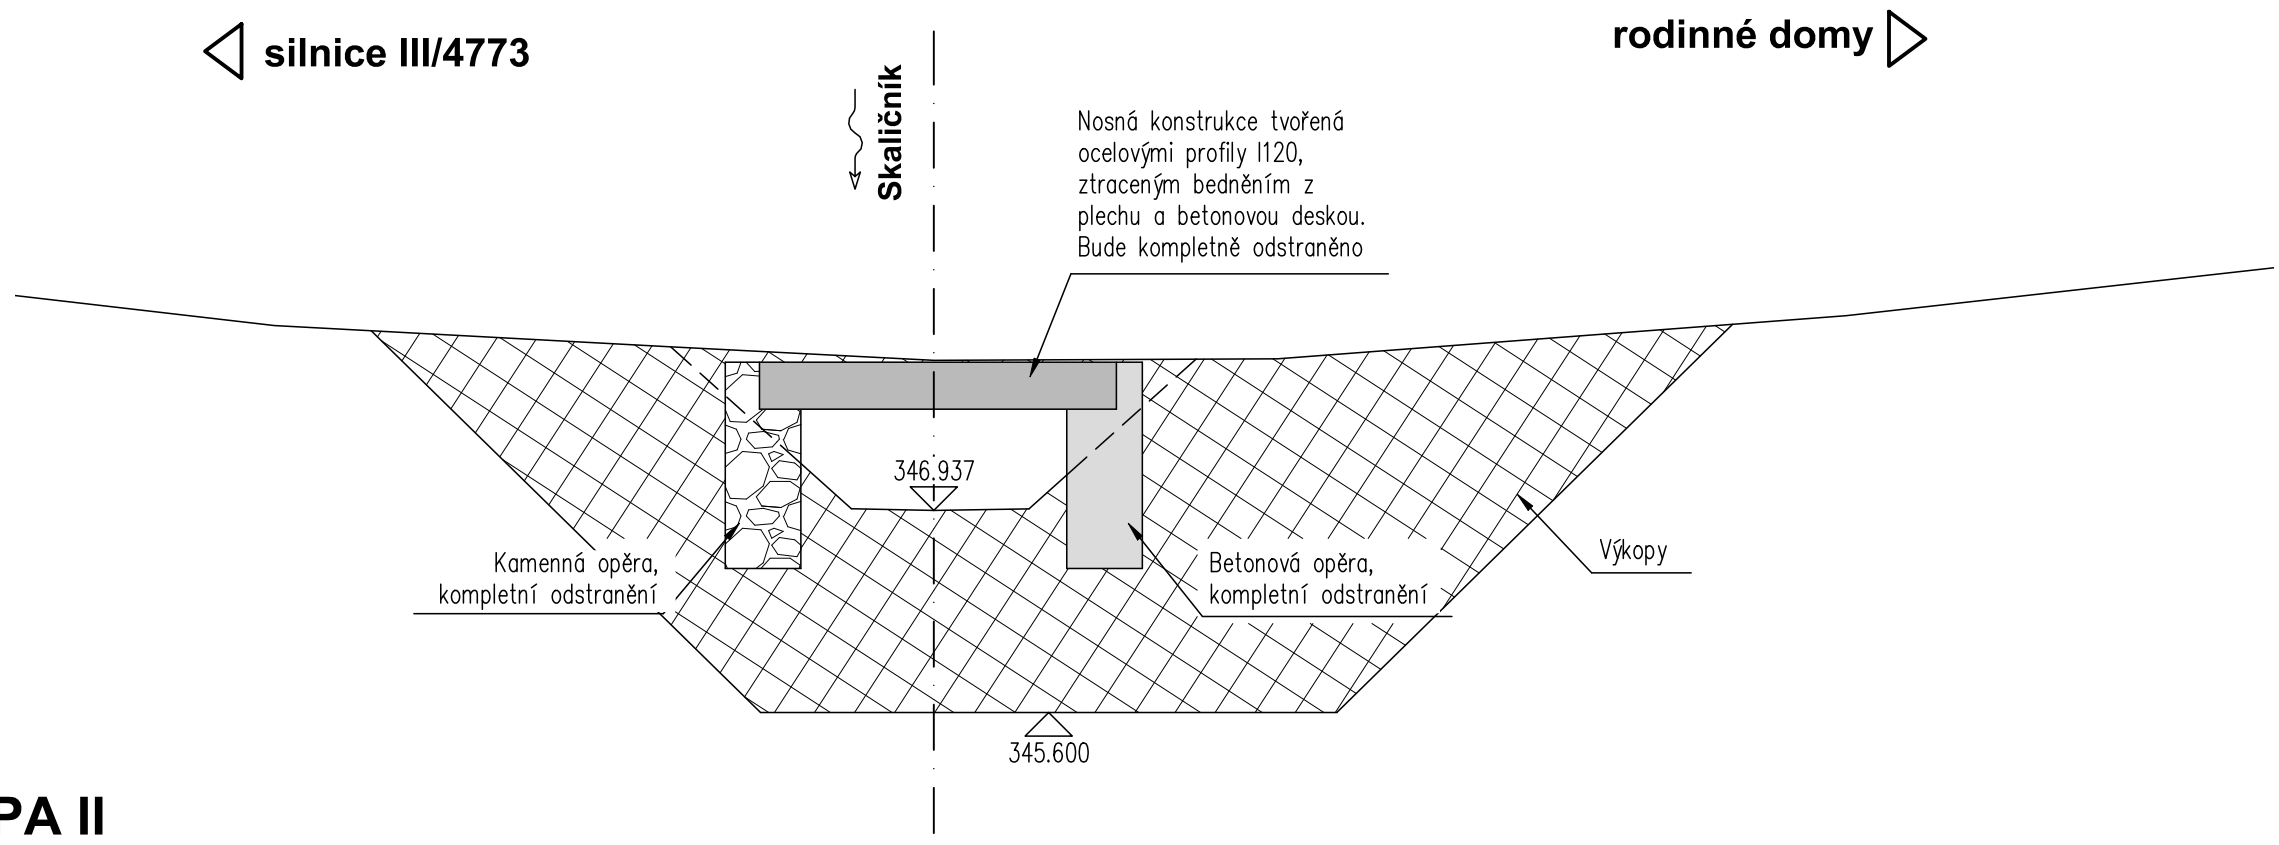 silnice III/4773
rodinné domy
Skaličník
Nosná konstrukce tvořená
ocelovými profily I120,
ztraceným bedněním z
plechu a betonovou deskou.
Bude kompletně odstraněno
346.937
Kamenná opěra,
kompletní odstranění
Betonová opěra,
kompletní odstranění
Výkopy
345.600
PA II